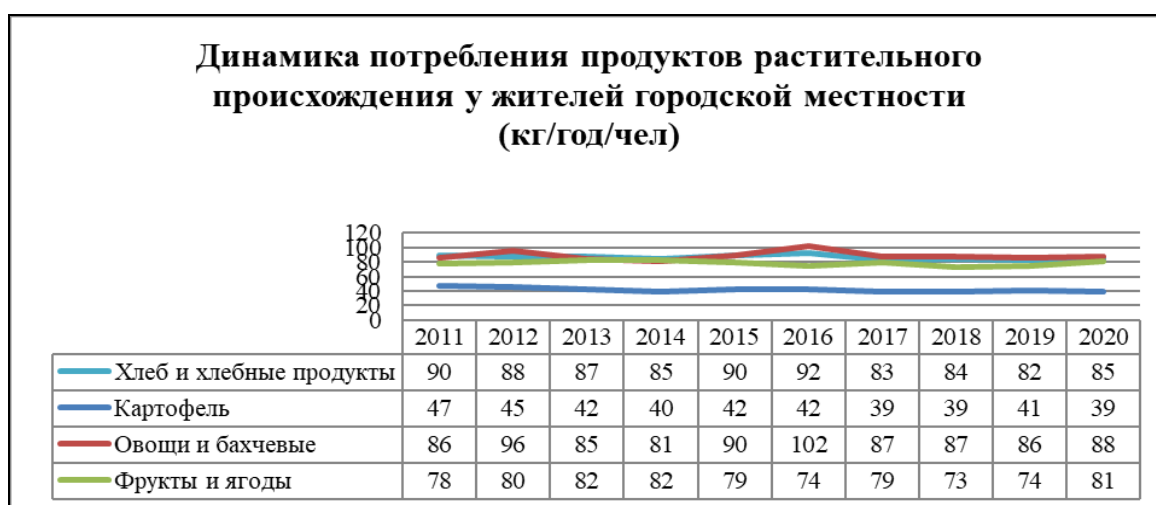 Динамика потребления продуктов растительного
происхождения у жителей городской местности
(кг/год/чел)
120
100
80
60
40
20
0
2011 2012 2013 2014 2015 2016 2017 2018 2019 2020
Хлеб и хлебные продукты 90 88 87 85 90 92 83 84 82 85
Картофель 47 45 42 40 42 42 39 39 41 39
Овощи и бахчевые 86 96 85 81 90 102 87 87 86 88
Фрукты и ягоды 78 80 82 82 79 74 79 73 74 81